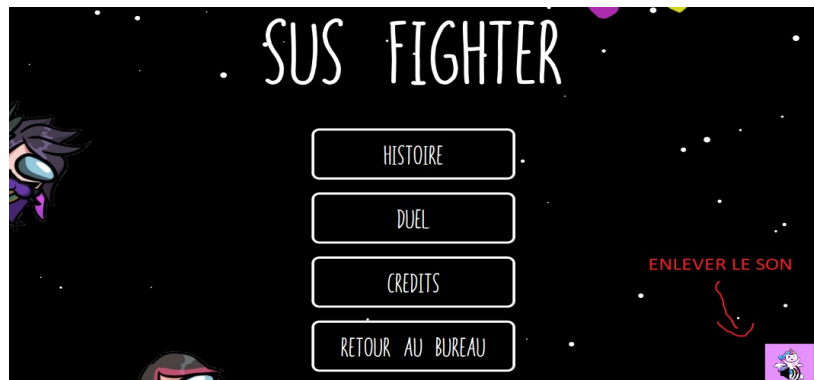 SUS FIGHTER
HISTOIRE
DUEL
CREDITS
ENLEVER LE SON
RETOUR AU BUREAU